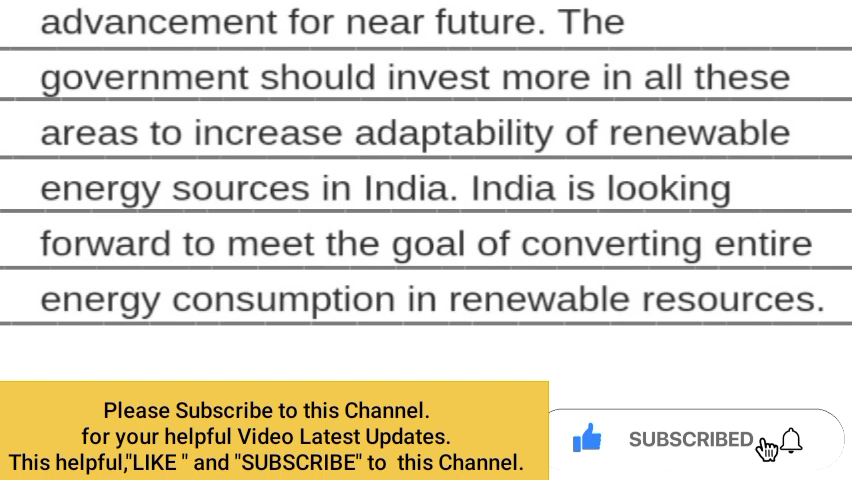 advancement for near future. The
government should invest more in all these
areas to increase adaptability of renewable
energy sources in India. India is looking
forward to meet the goal of converting entire
energy consumption in renewable resources.
Please Subscribe to this Channel.
for your helpful Video Latest Updates.
This helpful,"LIKE " and "SUBSCRIBE" to  this Channel.
SUBSCRIBED